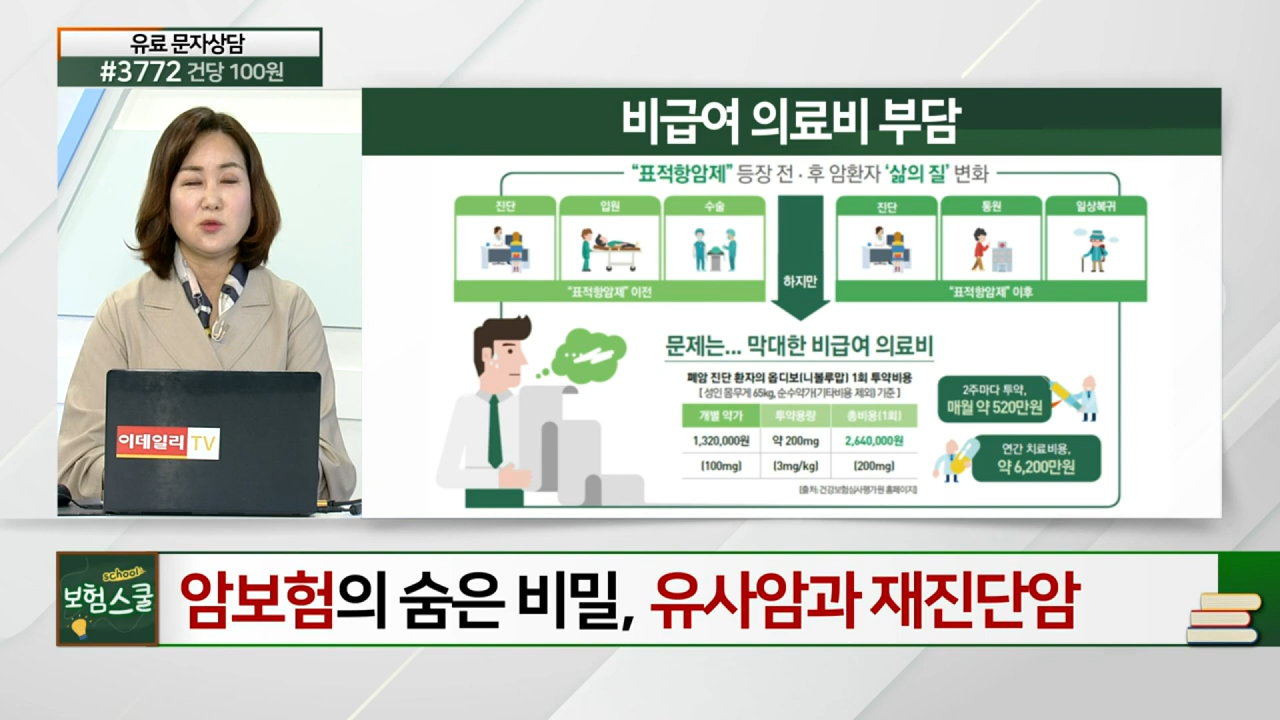 유료 문자상담
#3772 건당 100원
비급여 의료비 부담
“표적항암제” 등장 전 · 후 암환자 ‘삶의 질’ 변화
진단 입원 수술
하지만
진단 통원 일상복귀
“표적항암제” 이전
“표적항암제” 이후
문제는... 막대한 비급여 의료비
폐암 진단 환자의 옵디보(니볼루맙) 1회 투약비용
[ 성인 몸무게 65kg, 순수약가(기타비용 제외) 기준 ]
개별 약가 투약용량 총비용(1회)
1,320,000원 약 200mg 2,640,000원
(100mg) (3mg/kg) (200mg)
[출처: 건강보험심사평가원 홈페이지]
2주마다 투약,
매월 약 520만원
연간 치료비용,
약 6,200만원
이데일리 TV
school
보험스쿨
암보험의 숨은 비밀, 유사암과 재진단암